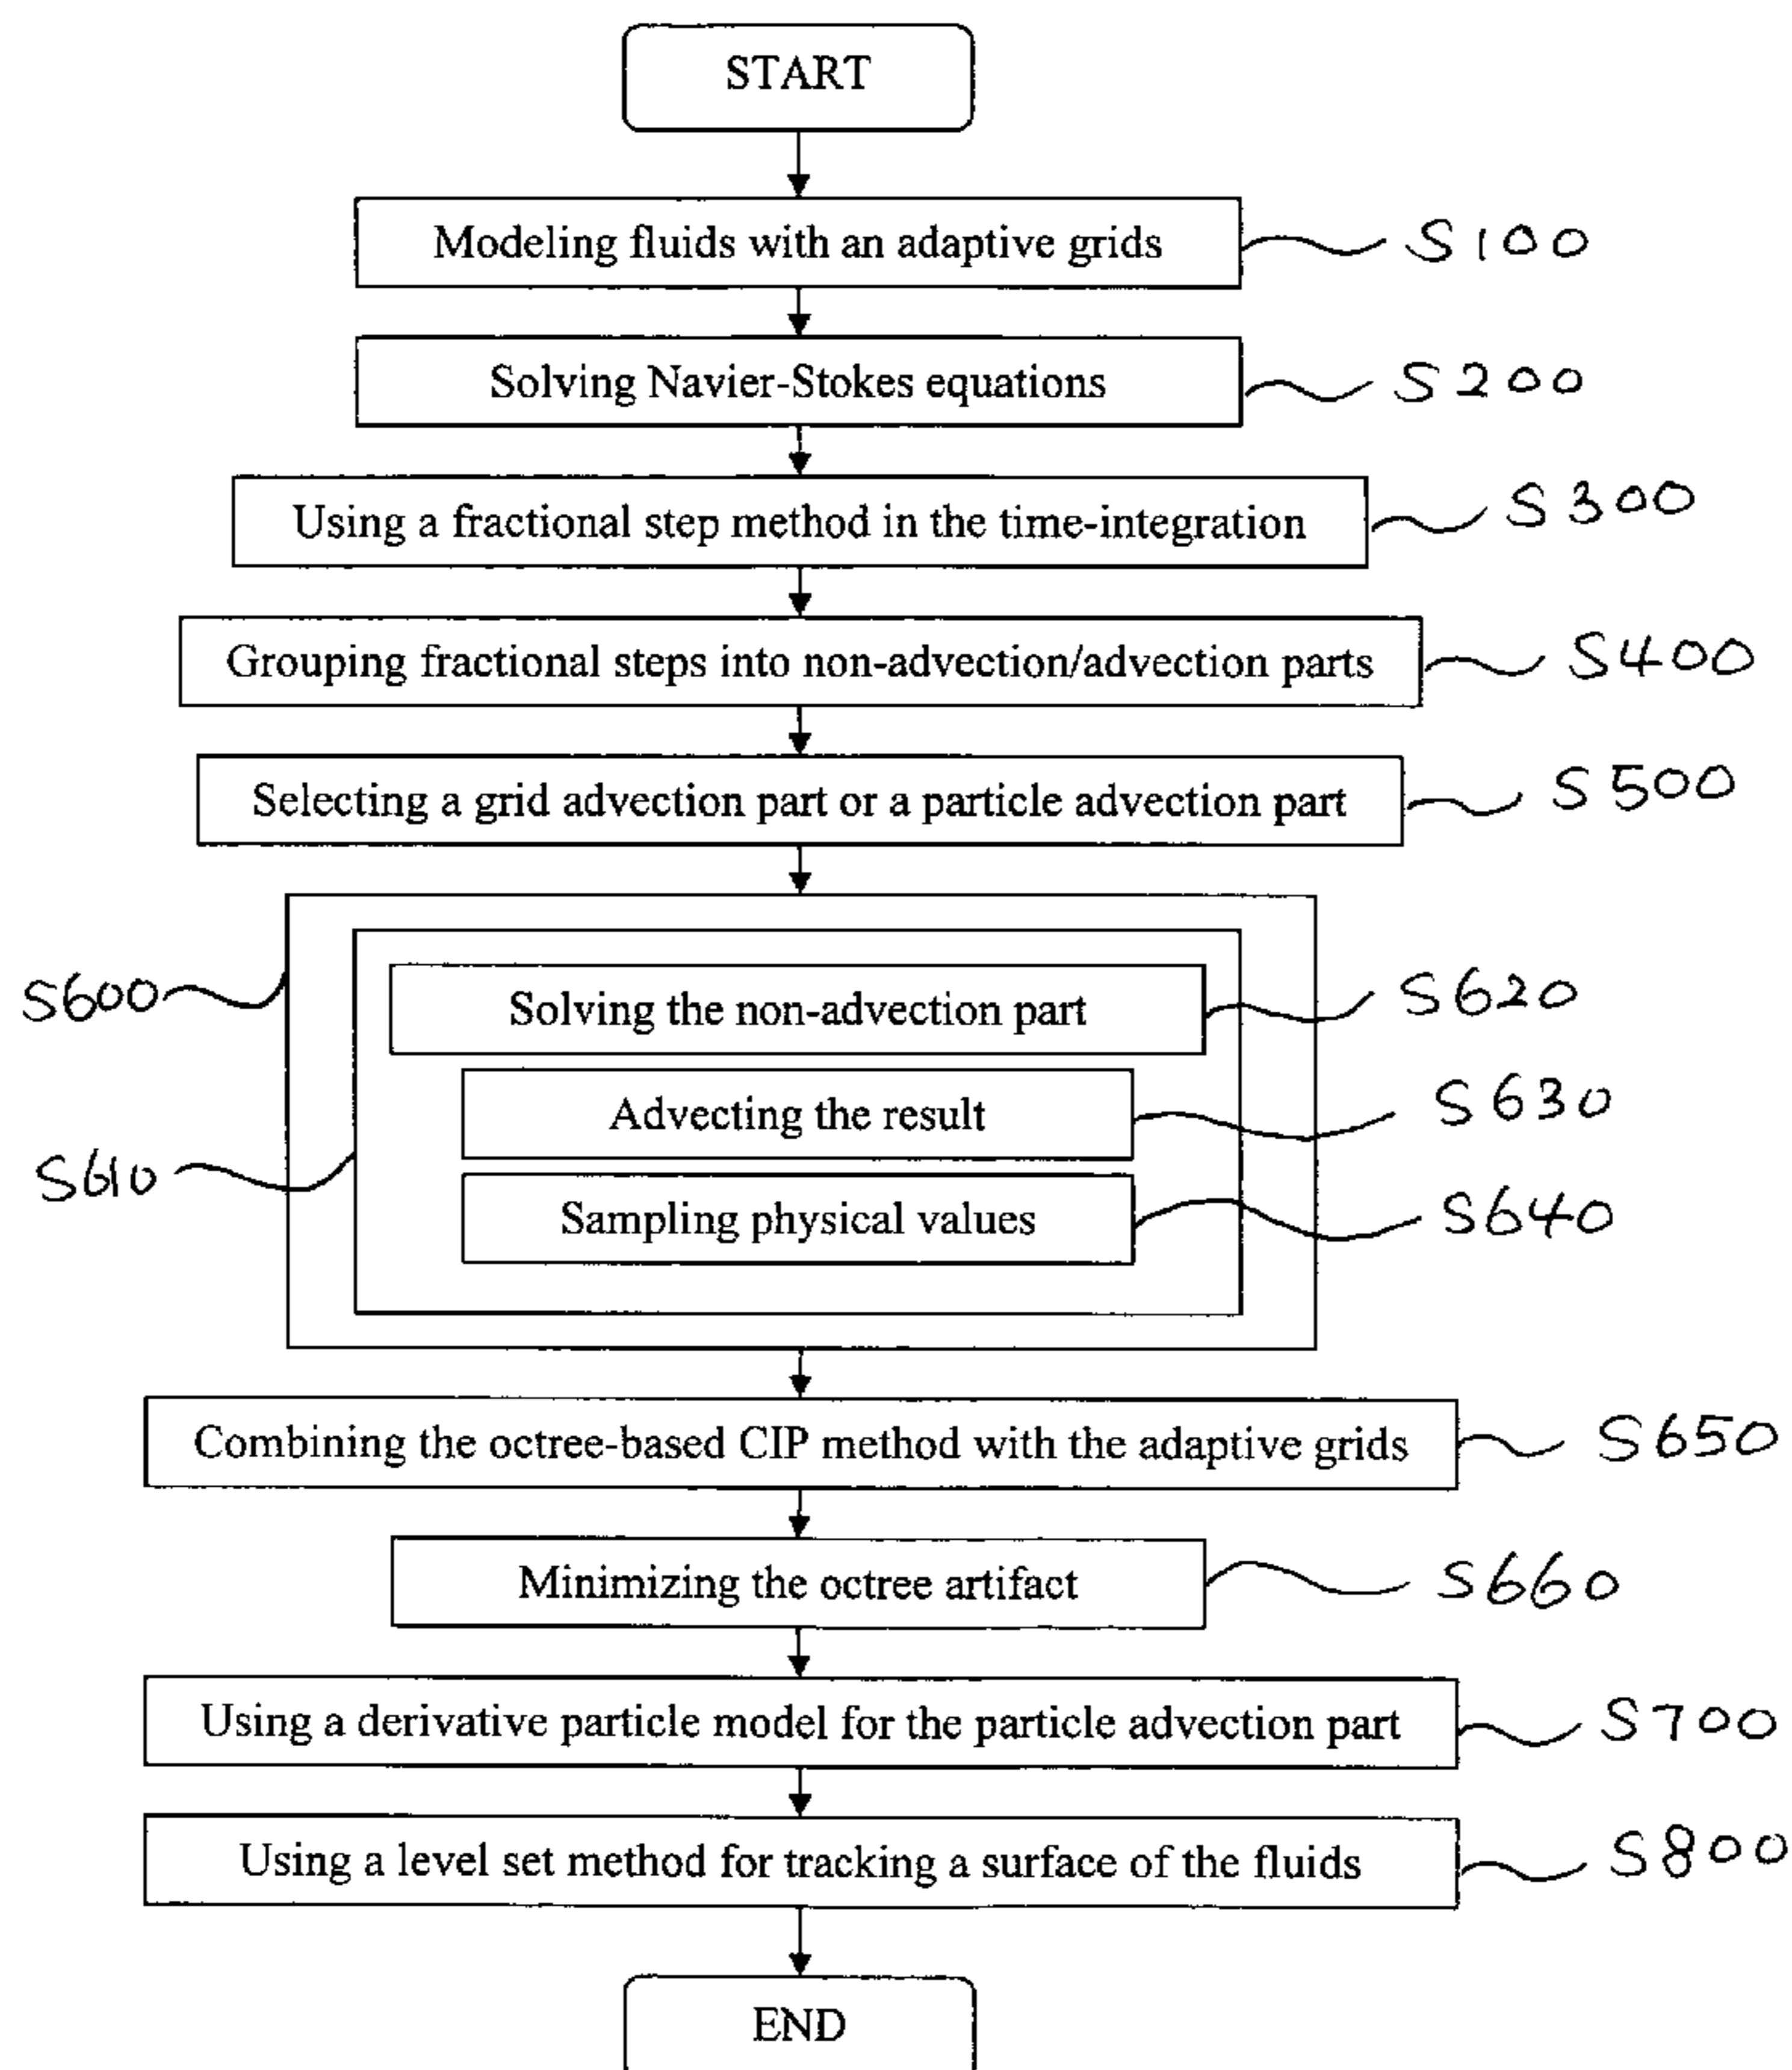 START
Modeling fluids with an adaptive grids
S100
Solving Navier-Stokes equations
S200
Using a fractional step method in the time-integration
S300
Grouping fractional steps into non-advection/advection parts
S400
Selecting a grid advection part or a particle advection part
S500
S600
Solving the non-advection part
S620
Advecting the result
S630
S610
Sampling physical values
S640
Combining the octree-based CIP method with the adaptive grids
S650
Minimizing the octree artifact
S660
Using a derivative particle model for the particle advection part
S700
Using a level set method for tracking a surface of the fluids
S800
END